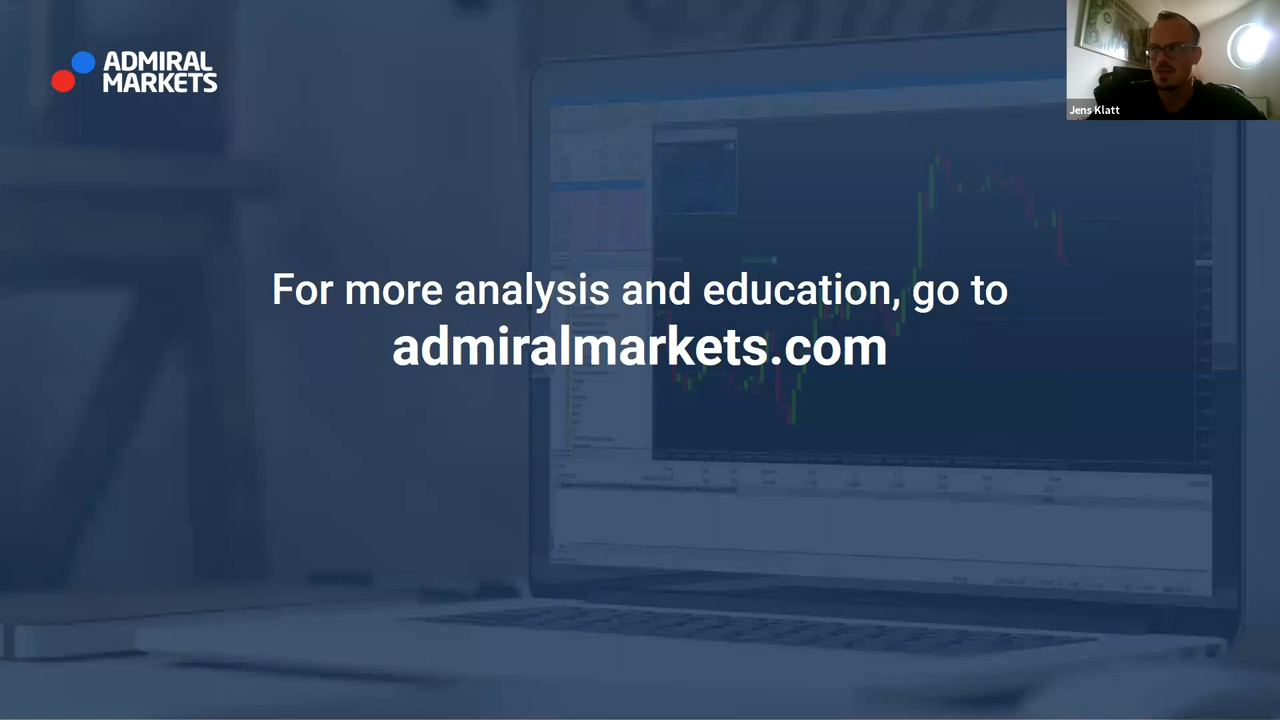 ADMIRAL
MARKETS
Jens Klatt
For more analysis and education, go to
admiralmarkets.com